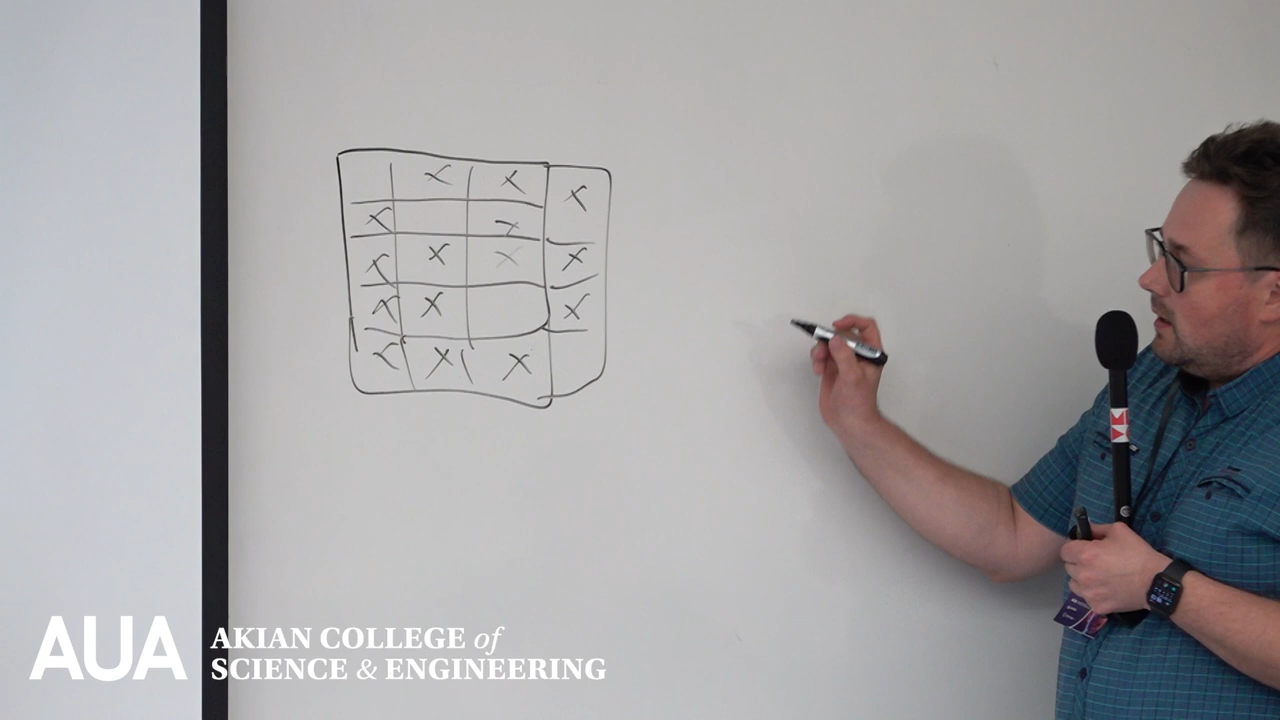 X X X
X X
X X X X
X X X
X X X
AUA AKIAN COLLEGE of
SCIENCE & ENGINEERING